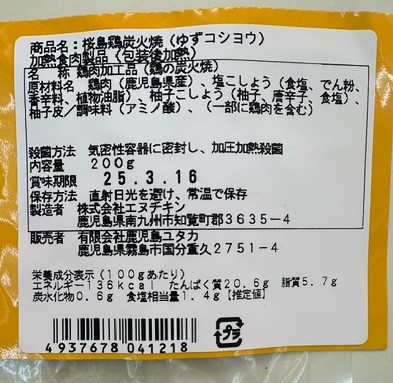 商品名：桜島鶏炭火焼（ゆずコショウ）
加熱食肉製品（包装後加熱）
名 称 鶏肉加工品（鶏の炭火焼）
原材料名 鶏肉（鹿児島県産）、塩こしょう（食塩、でん粉、
香辛料、植物油脂）、柚子こしょう（柚子、唐辛子、食塩）、
柚子皮／調味料（アミノ酸）、（一部に鶏肉を含む）
殺菌方法 気密性容器に密封し、加圧加熱殺菌
内容量 200g
賞味期限 25.3.16
保存方法 直射日光を避け、常温で保存
製造者 株式会社エヌチキン
鹿児島県南九州市知覧町郡3635-4
販売者 有限会社鹿児島ユタカ
鹿児島県霧島市国分重久2751-4
栄養成分表示（100gあたり）
エネルギー136kcal たんぱく質20.6g 脂質5.7g
炭水化物0.6g 食塩相当量1.4g［推定値］
4937678041218
プラ